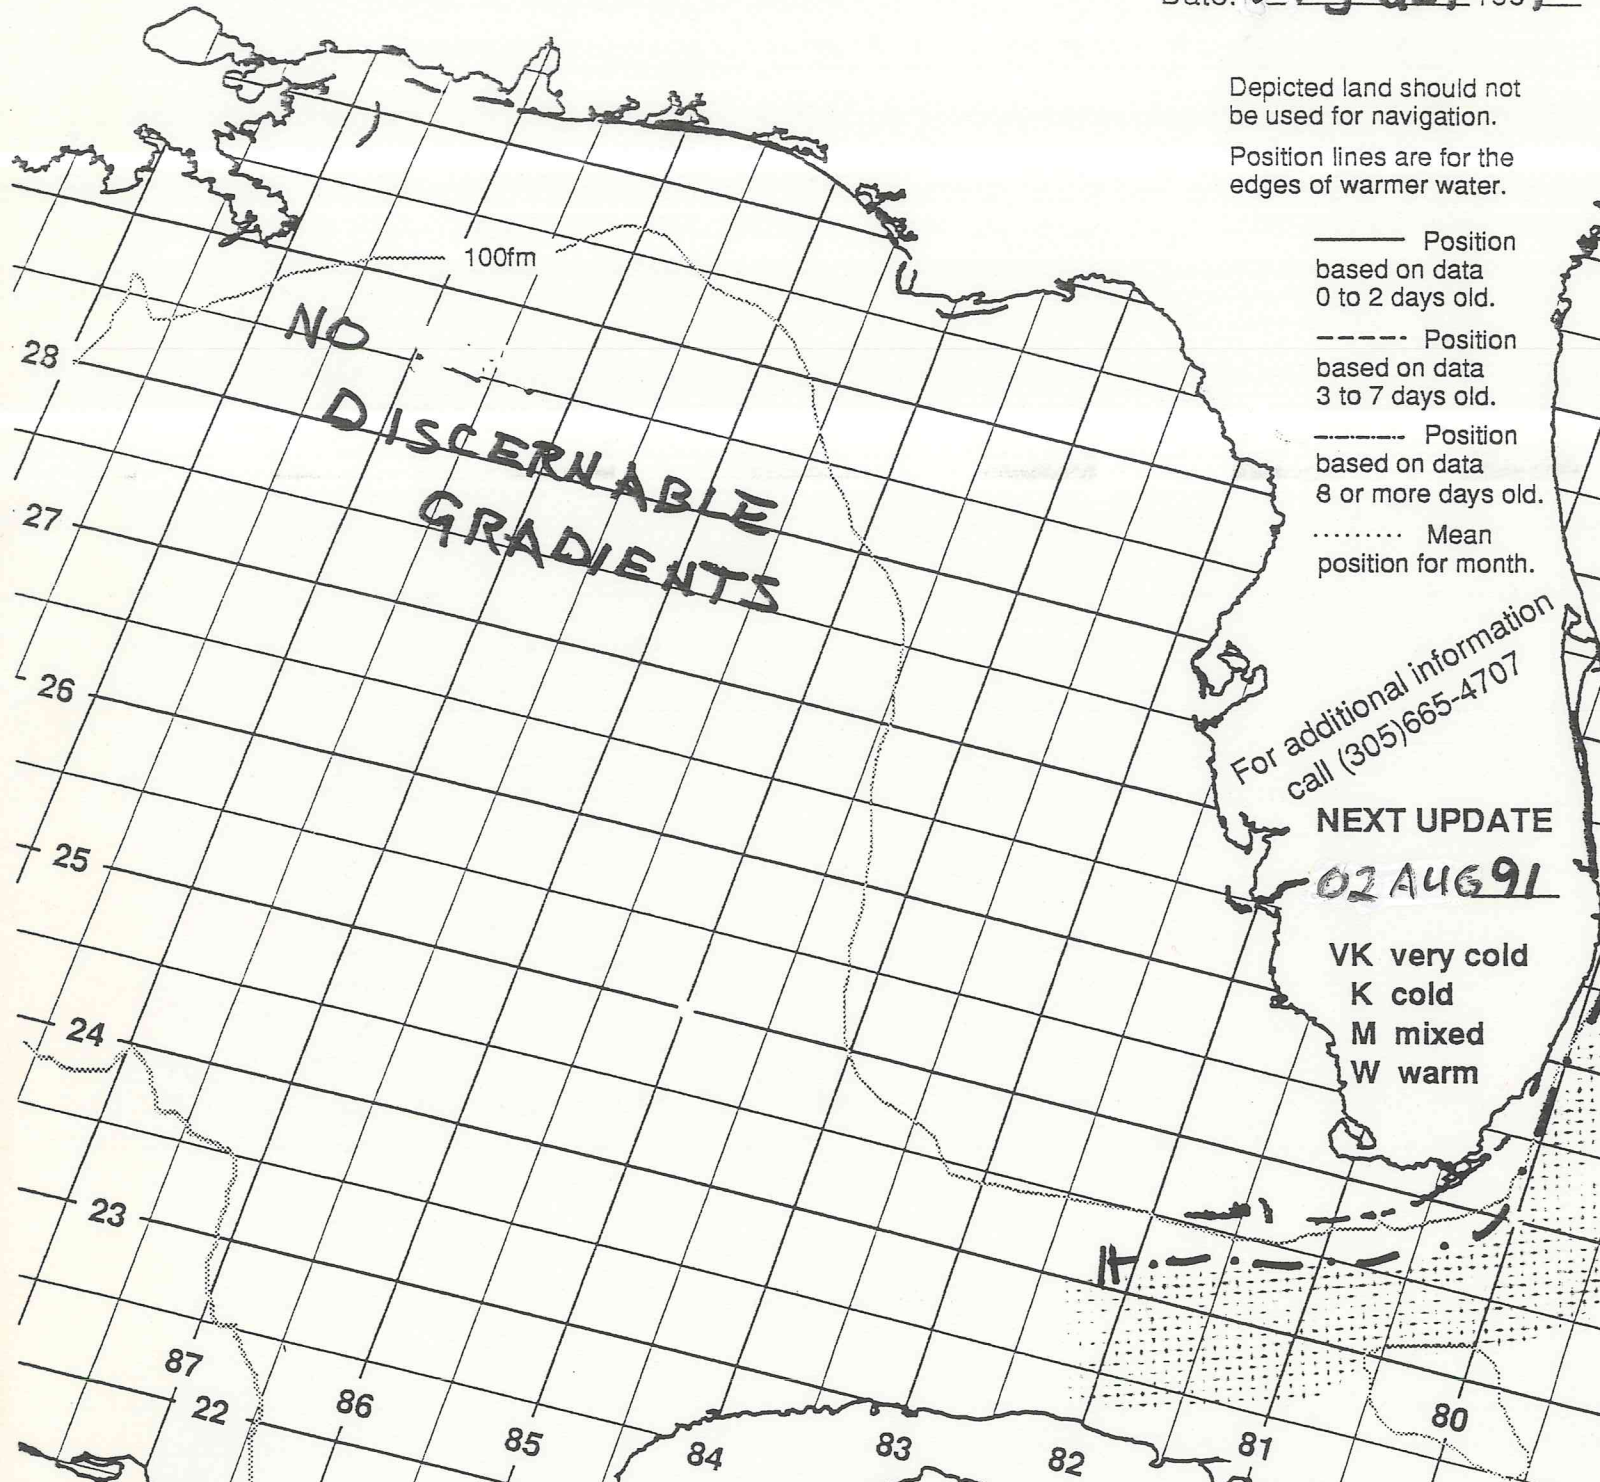 Date:
Depicted land should not
be used for navigation.
Position lines are for the
edges of warmer water.
Position
based on data
0 to 2 days old.
Position
based on data
3 to 7 days old.
Position
based on data
8 or more days old.
Mean
position for month.
For additional information
call (305)665-4707
NEXT UPDATE
02 AUG 91
VK very cold
K cold
M mixed
W warm
100fm
NO
DISCERNABLE
GRADIENTS
28
27
26
25
24
23
22
87
86
85
84
83
82
81
80